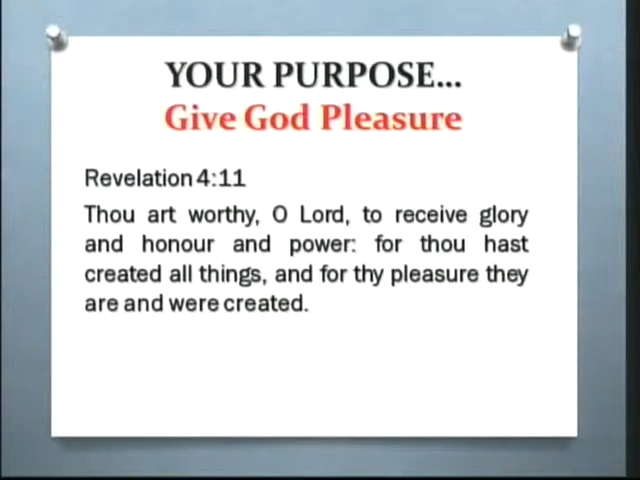 YOUR PURPOSE...
Give God Pleasure
Revelation 4:11
Thou art worthy, O Lord, to receive glory
and honour and power: for thou hast
created all things, and for thy pleasure they
are and were created.